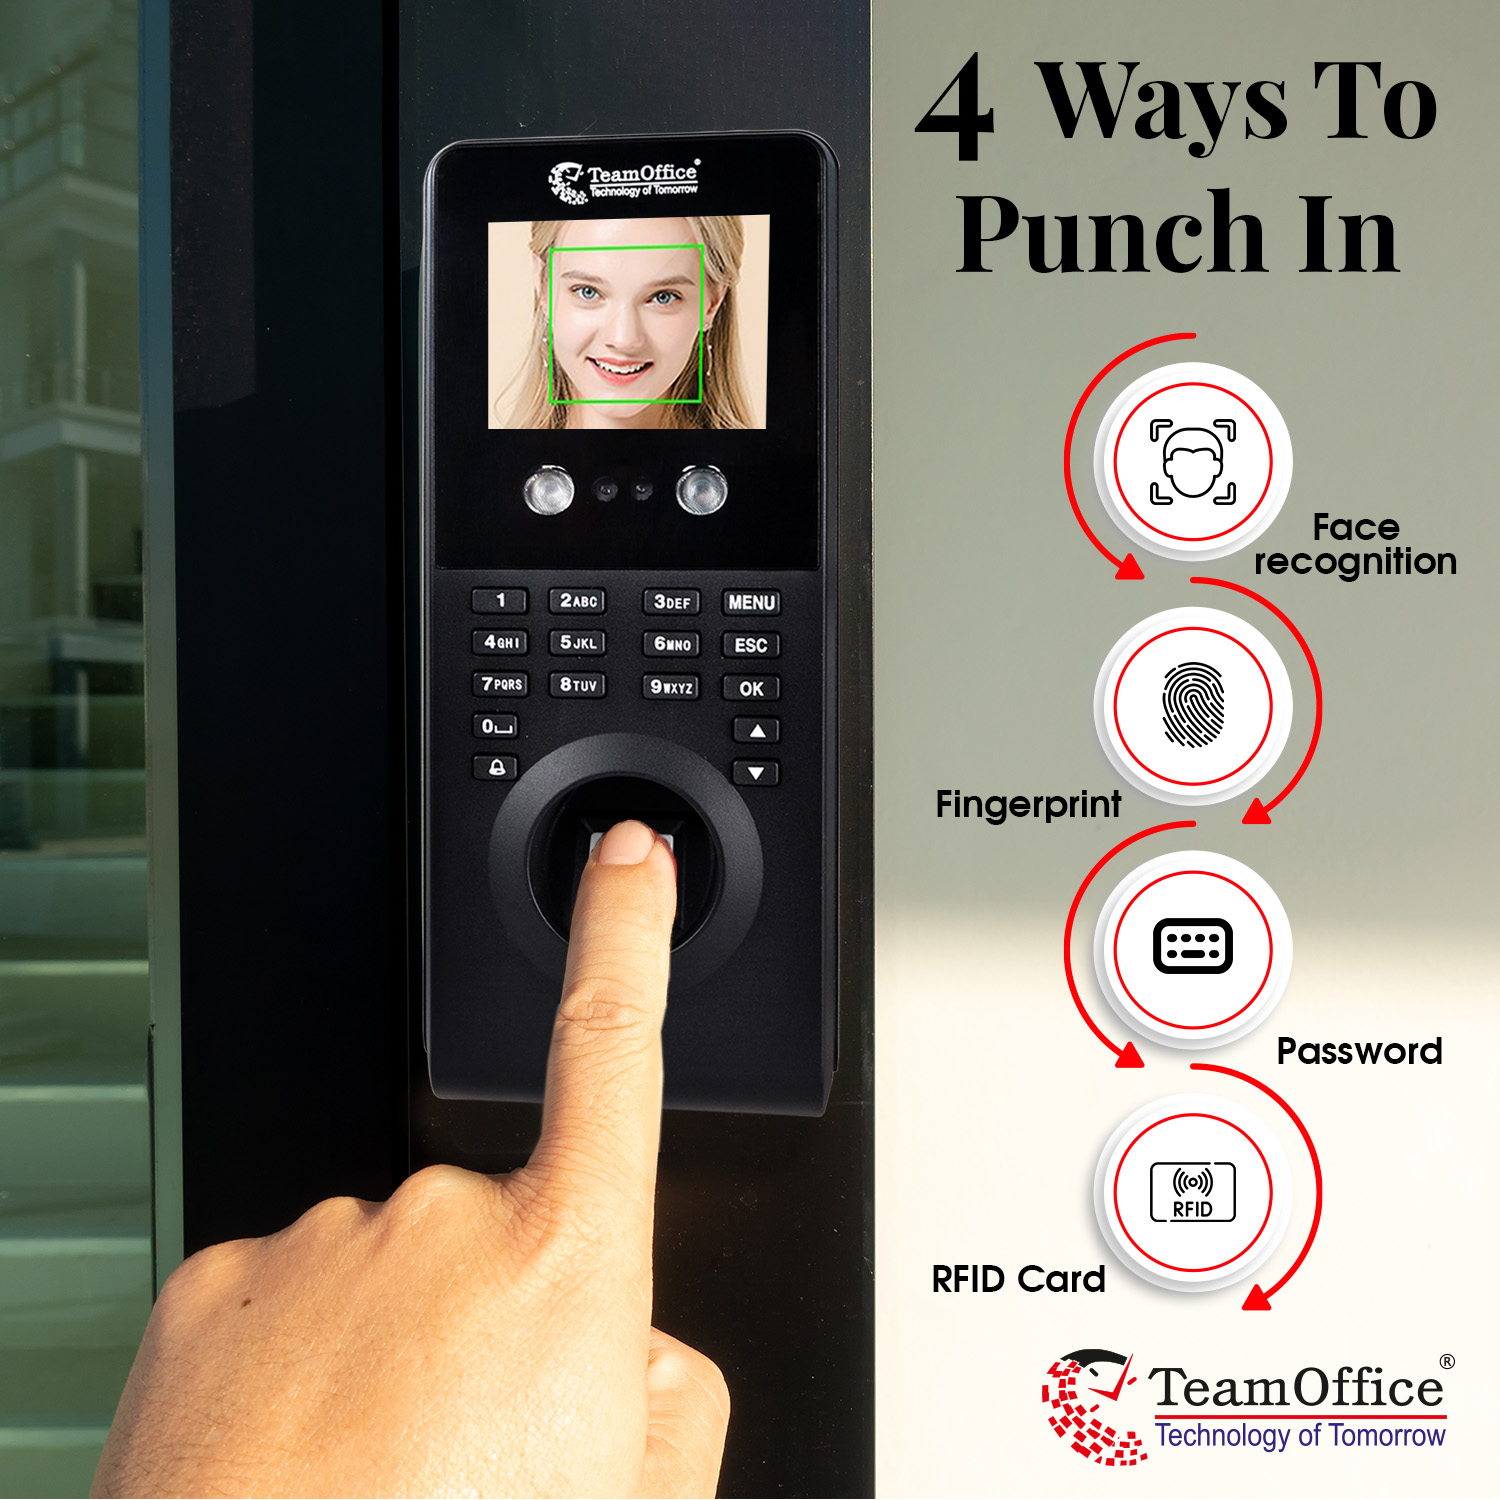 TeamOffice®
Technology of Tomorrow
1 2ABC 3DEF MENU
4GHI 5JKL 6MNO ESC
7PQRS 8TUV 9WXYZ OK
0
4 Ways To
Punch In
Face
recognition
Fingerprint
Password
RFID
RFID Card
TeamOffice®
Technology of Tomorrow